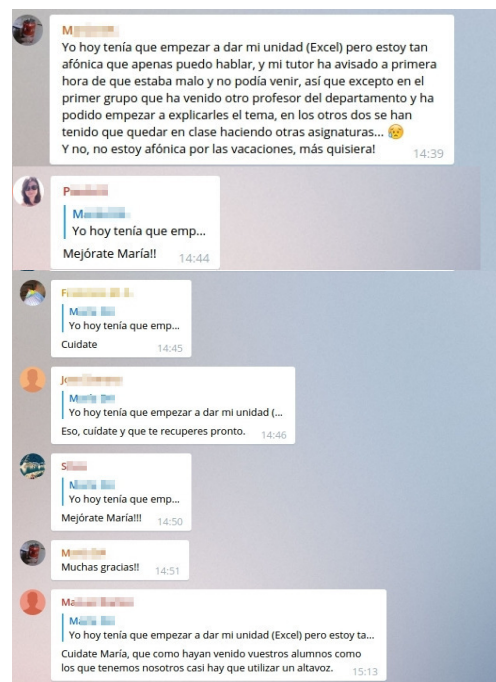 Yo hoy tenía que empezar a dar mi unidad (Excel) pero estoy tan
afónica que apenas puedo hablar, y mi tutor ha avisado a primera
hora de que estaba malo y no podía venir, así que excepto en el
primer grupo que ha venido otro profesor del departamento y ha
podido empezar a explicarles el tema, en los otros dos se han
tenido que quedar en clase haciendo otras asignaturas... 😥
Y no, no estoy afónica por las vacaciones, más quisiera!
14:39
Yo hoy tenía que emp...
Mejórate María!!
14:44
Yo hoy tenía que emp...
Cuidate
14:45
Yo hoy tenía que empezar a dar mi unidad (...
Eso, cuídate y que te recuperes pronto.
14:46
Yo hoy tenía que emp...
Mejórate María!!!
14:50
Muchas gracias!!
14:51
Yo hoy tenía que empezar a dar mi unidad (Excel) pero estoy ta...
Cuidate María, que como hayan venido vuestros alumnos como
los que tenemos nosotros casi hay que utilizar un altavoz.
15:13